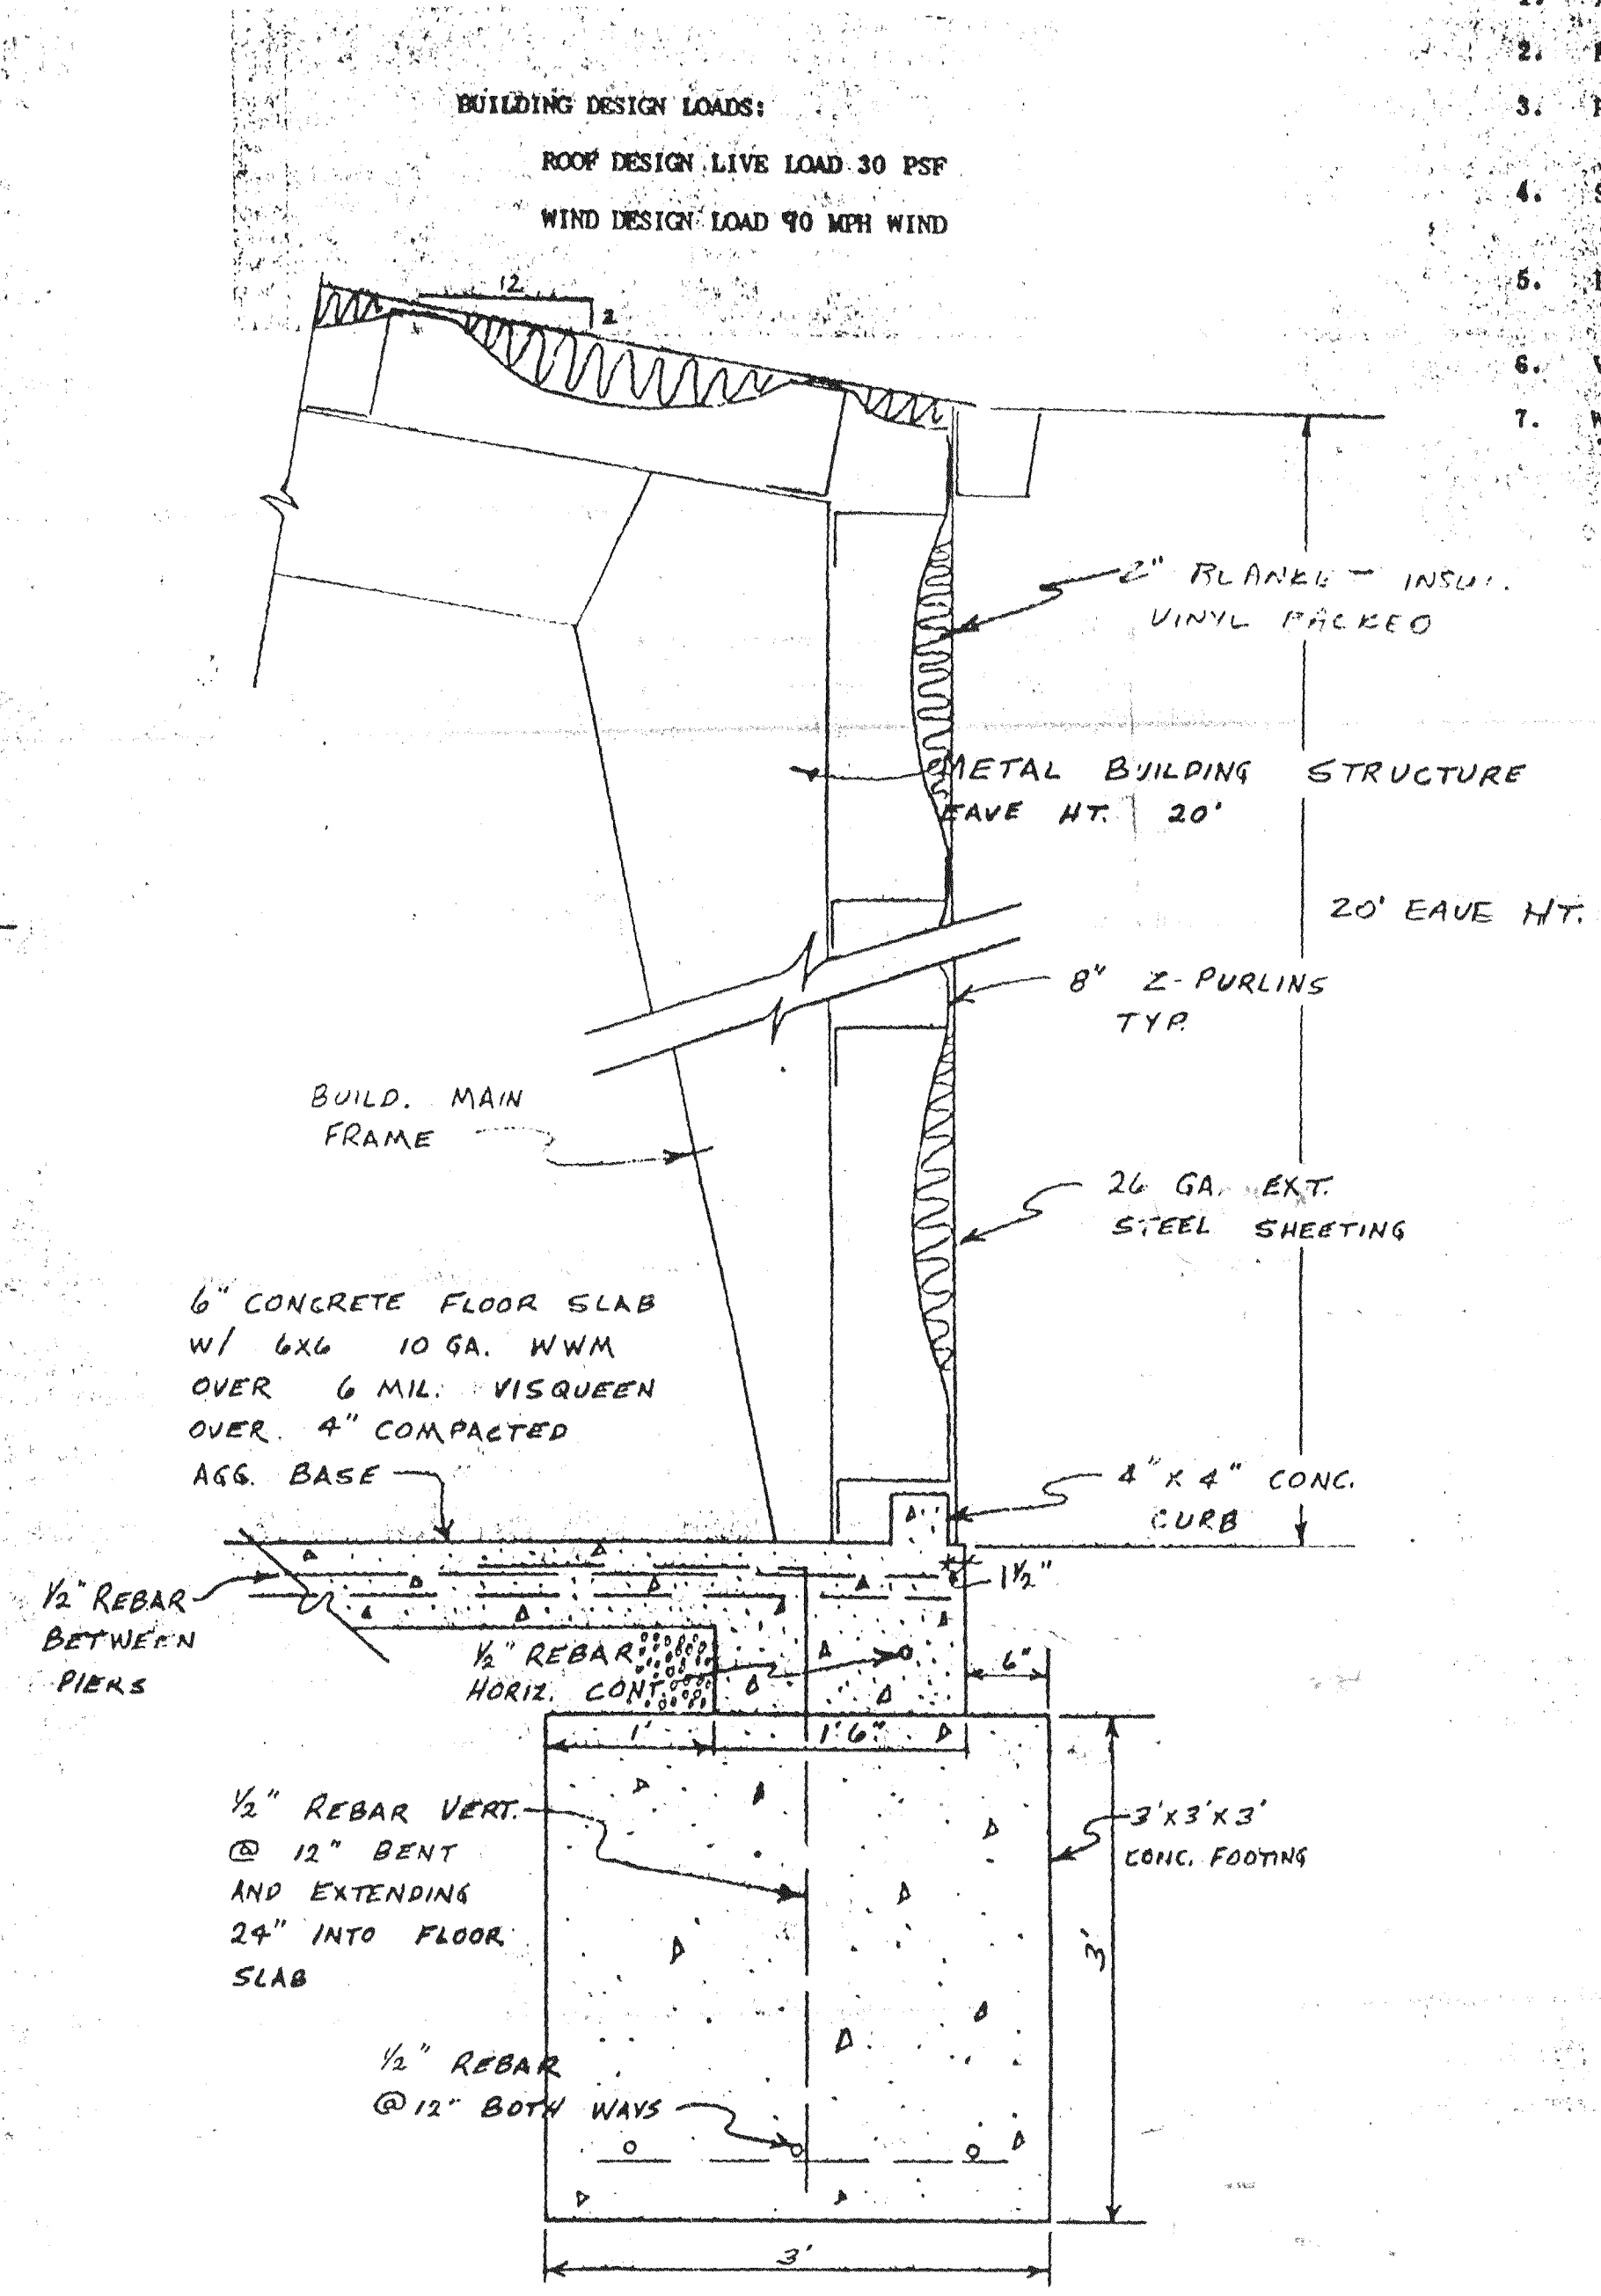 BUILDING DESIGN LOADS:
ROOF DESIGN LIVE LOAD 30 PSF
WIND DESIGN LOAD 90 MPH WIND
2.
3.
4.
5.
6.
7.
12
2
2" BLANKET INSUL.
VINYL BACKED
METAL BUILDING STRUCTURE
EAVE HT. 20'
20' EAVE HT.
8" Z-PURLINS
TYP.
BUILD. MAIN
FRAME
26 GA. EXT.
STEEL SHEETING
6" CONCRETE FLOOR SLAB
W/ 6X6 10 GA. WWM
OVER 6 MIL. VISQUEEN
OVER 4" COMPACTED
AGG. BASE
4" X 4" CONC.
CURB
1½"
½" REBAR
BETWEEN
PIERS
½" REBAR
HORIZ. CONT.
6"
1'
1'6"
½" REBAR VERT.
@ 12" BENT
AND EXTENDING
24" INTO FLOOR
SLAB
3'X3'X3'
CONC. FOOTING
3'
½" REBAR
@ 12" BOTH WAYS
3'